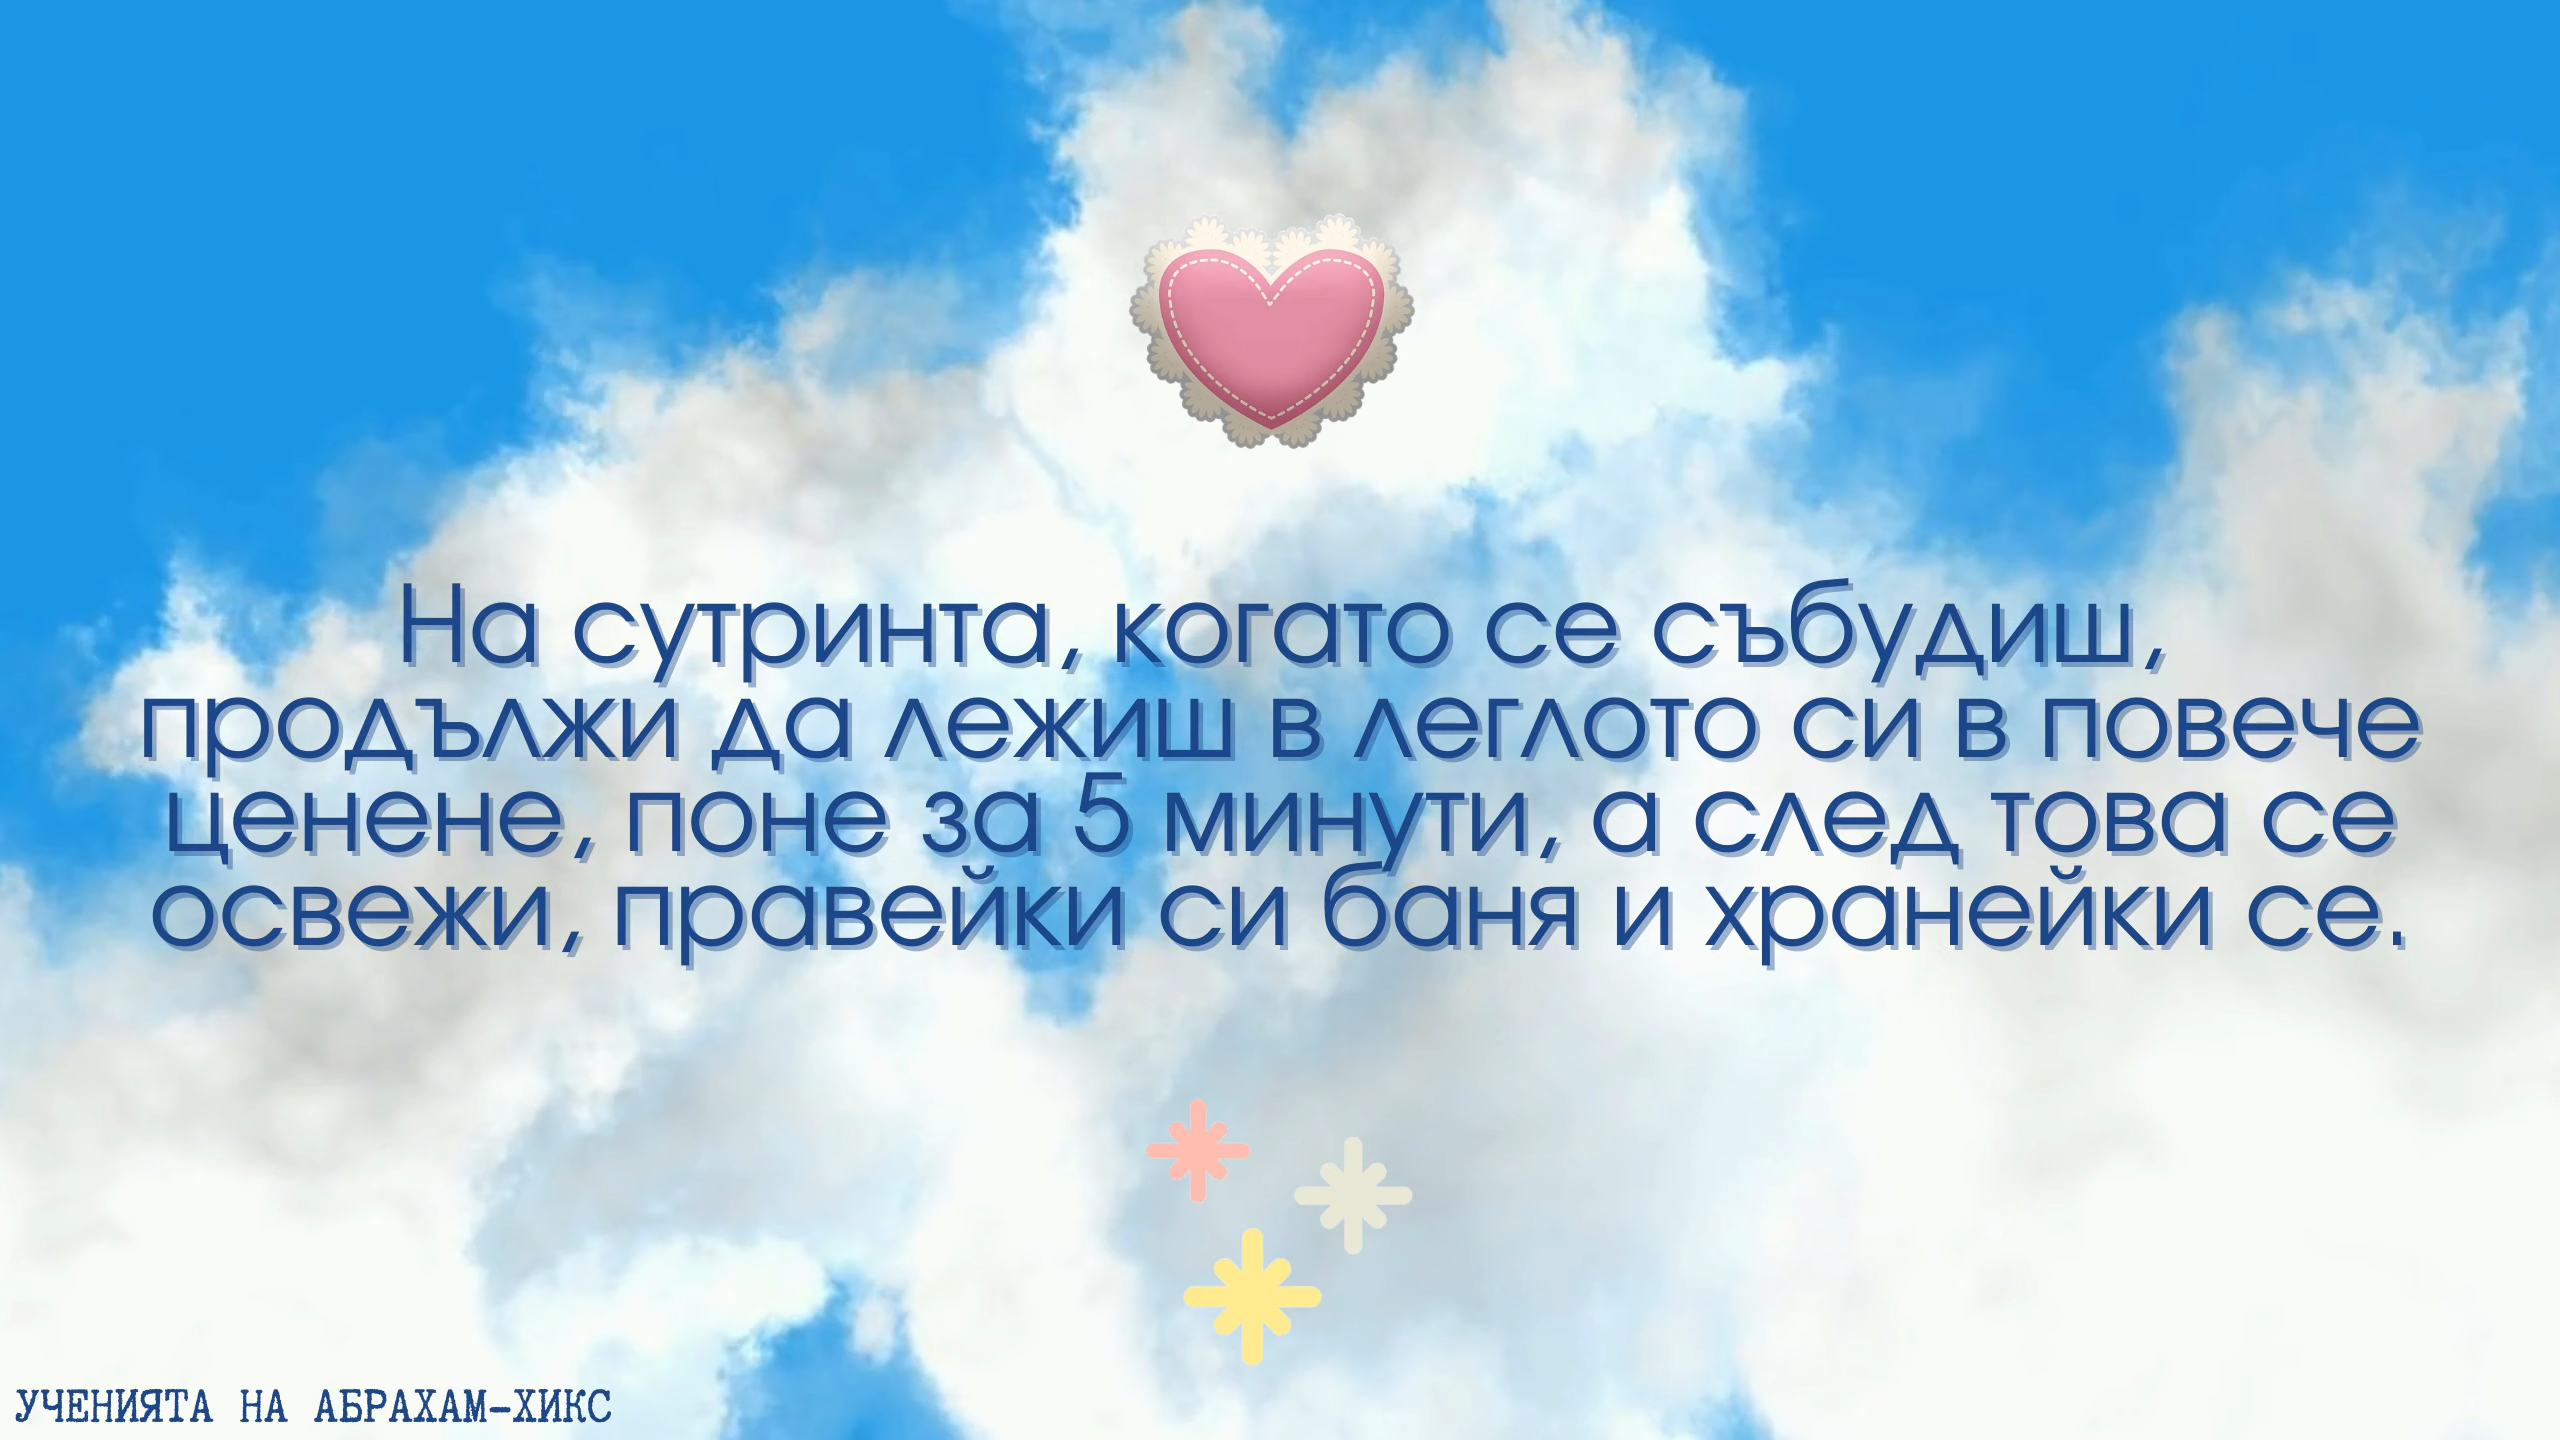 На сутринта, когато се събудиш,
продължи да лежиш в леглото си в повече
ценене, поне за 5 минути, а след това се
освежи, правейки си баня и хранейки се.
УЧЕНИЯТА НА АБРАХАМ-ХИКС